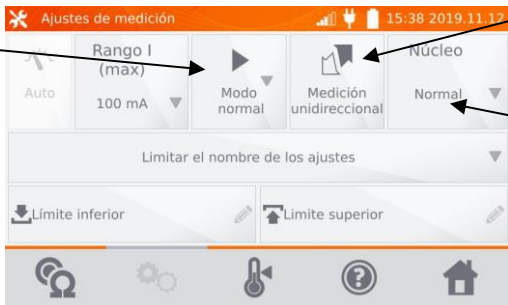 Ajustes de medición
15:38 2019.11.12
Auto
Rango I
(max)
100 mA
Modo
normal
Medición
unidireccional
Núcleo
Normal
Limitar el nombre de los ajustes
Límite inferior
Limite superior
Ω
?